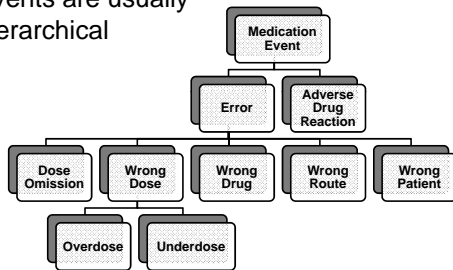 vents are usually
erarchical
Medication
Event
Error
Adverse
Drug
Reaction
Dose
Omission
Wrong
Dose
Wrong
Drug
Wrong
Route
Wrong
Patient
Overdose
Underdose